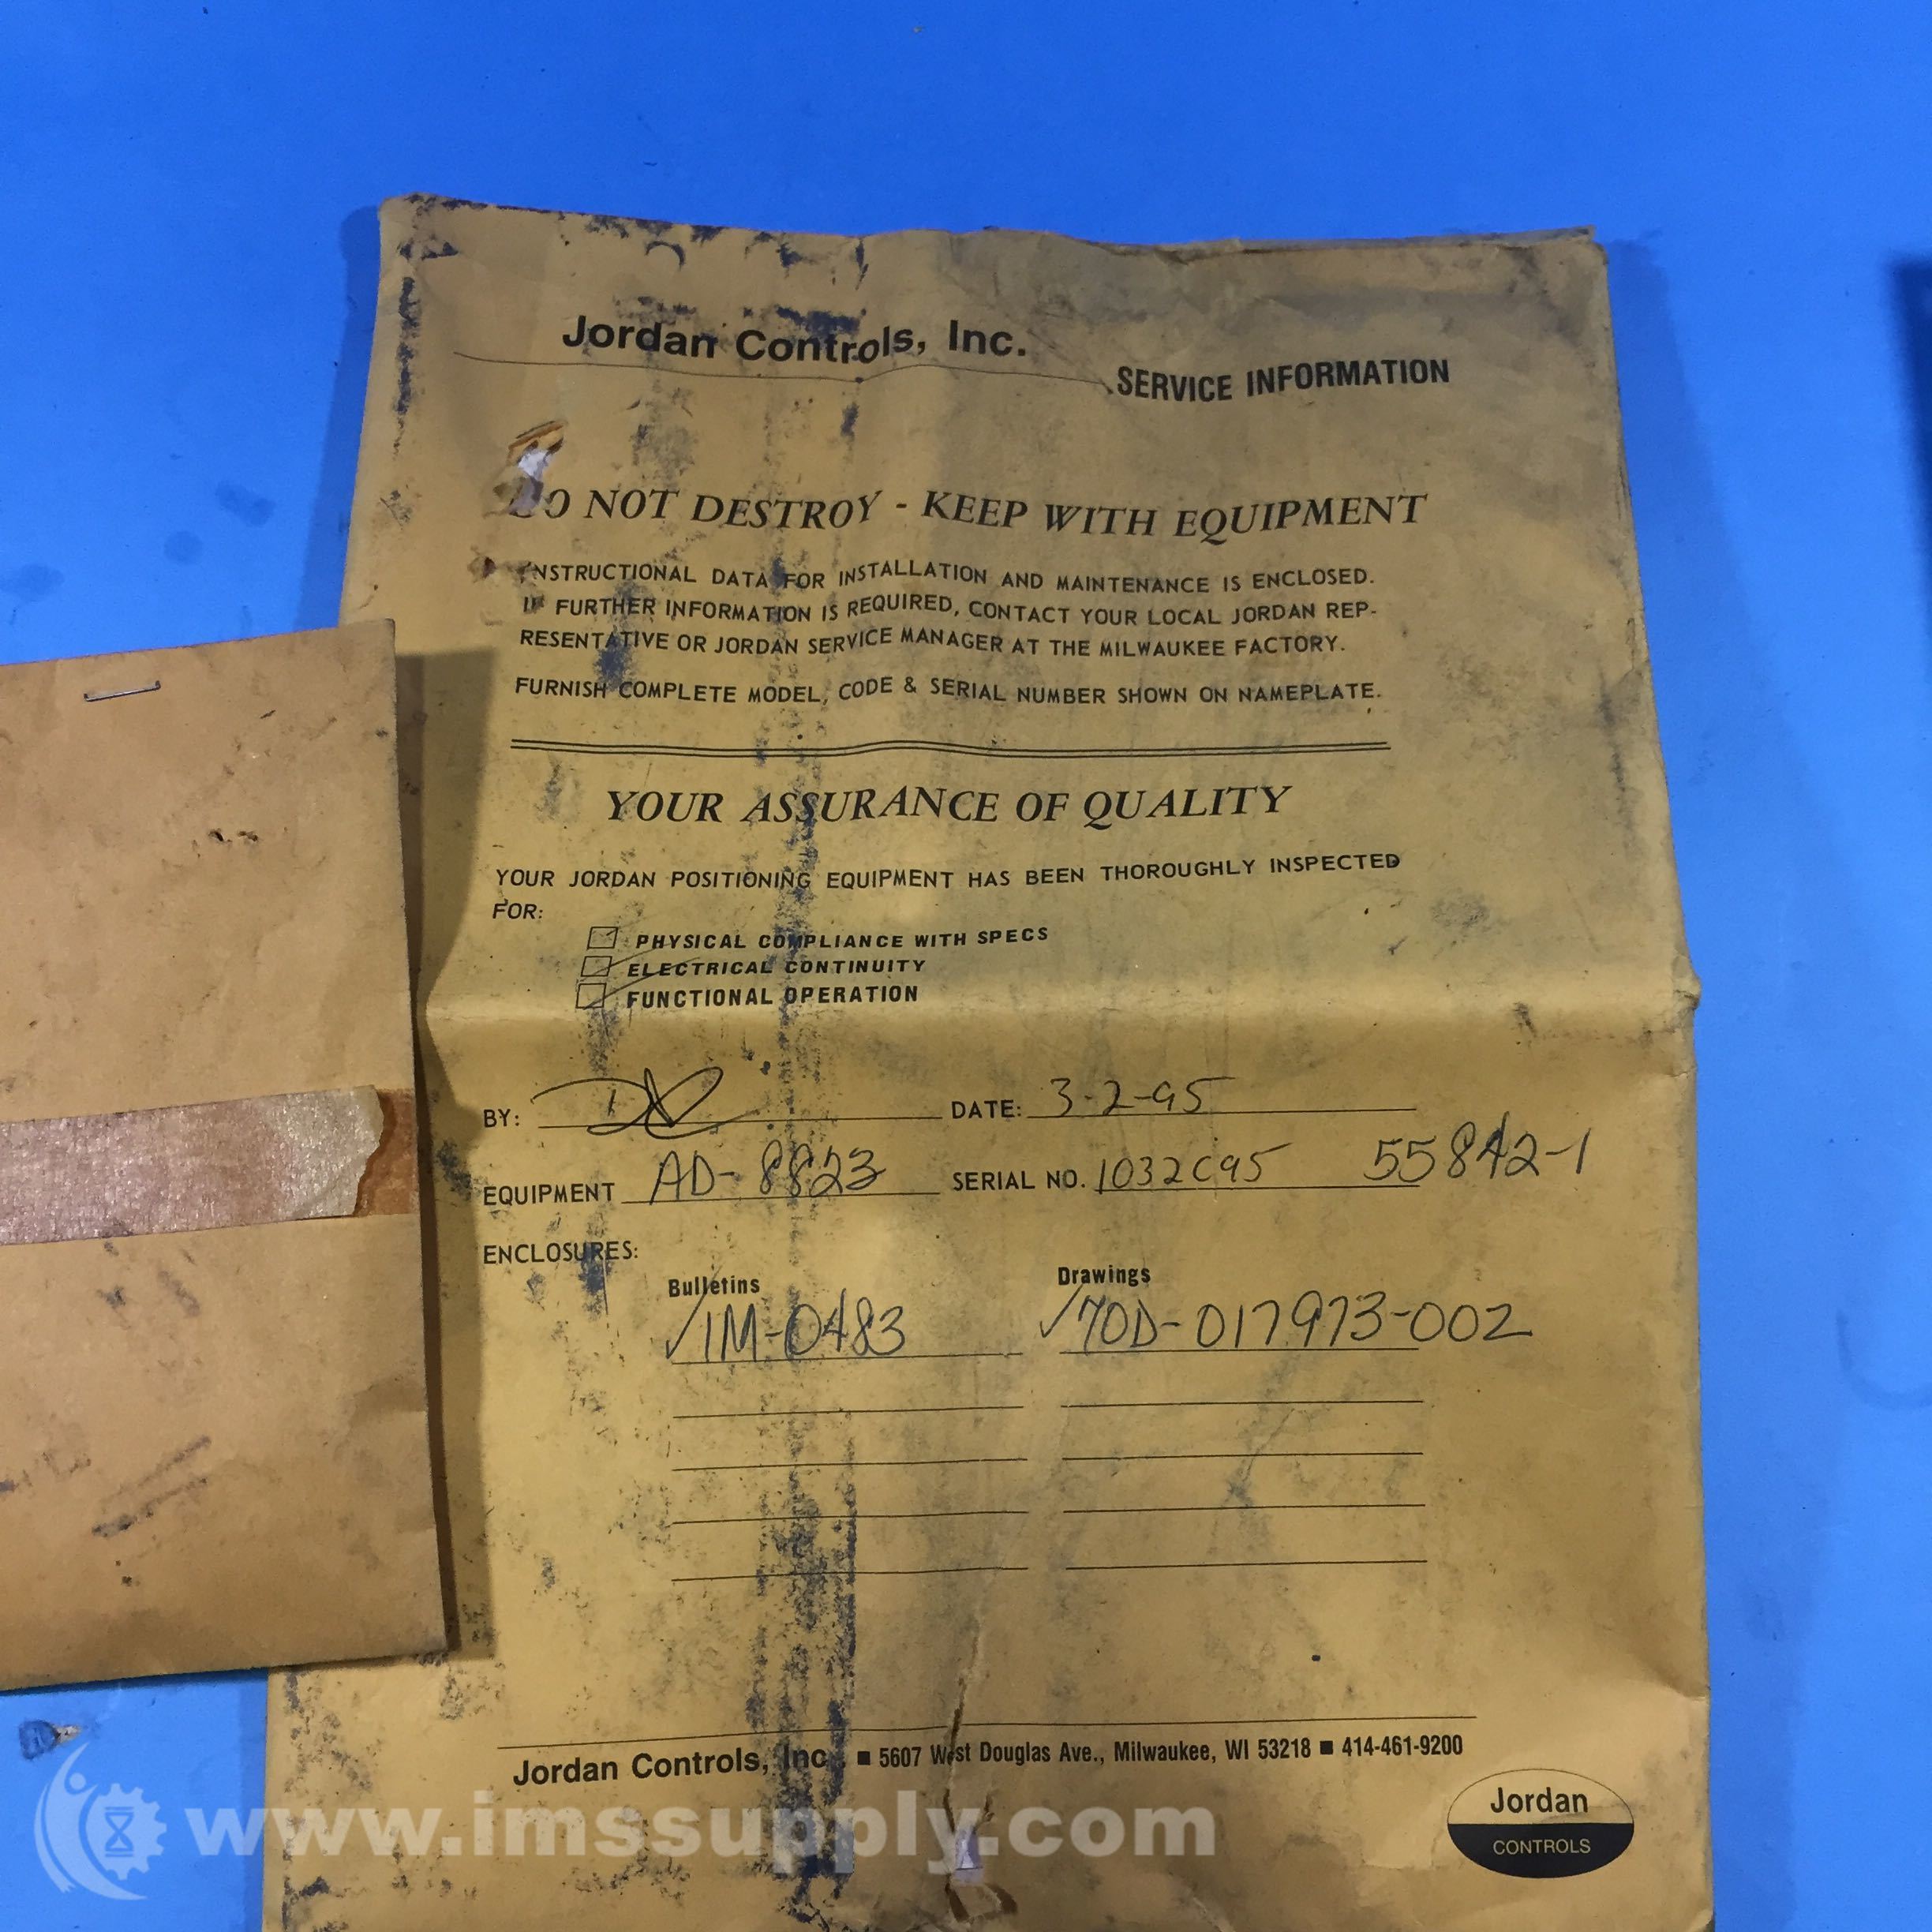 Jordan Controls, Inc.
SERVICE INFORMATION
DO NOT DESTROY - KEEP WITH EQUIPMENT
INSTRUCTIONAL DATA FOR INSTALLATION AND MAINTENANCE IS ENCLOSED.
IF FURTHER INFORMATION IS REQUIRED, CONTACT YOUR LOCAL JORDAN REP-
RESENTATIVE OR JORDAN SERVICE MANAGER AT THE MILWAUKEE FACTORY.
FURNISH COMPLETE MODEL, CODE & SERIAL NUMBER SHOWN ON NAMEPLATE.
YOUR ASSURANCE OF QUALITY
YOUR JORDAN POSITIONING EQUIPMENT HAS BEEN THOROUGHLY INSPECTED
FOR:
PHYSICAL COMPLIANCE WITH SPECS
ELECTRICAL CONTINUITY
FUNCTIONAL OPERATION
BY: DATE: 3-2-95
EQUIPMENT AD-8823 SERIAL NO. 1032C95 55842-1
ENCLOSURES:
Bulletins Drawings
✓IM-0483 ✓70D-017973-002
Jordan Controls, Inc. ■ 5607 West Douglas Ave., Milwaukee, WI 53218 ■ 414-461-9200
Jordan
CONTROLS
www.imssupply.com